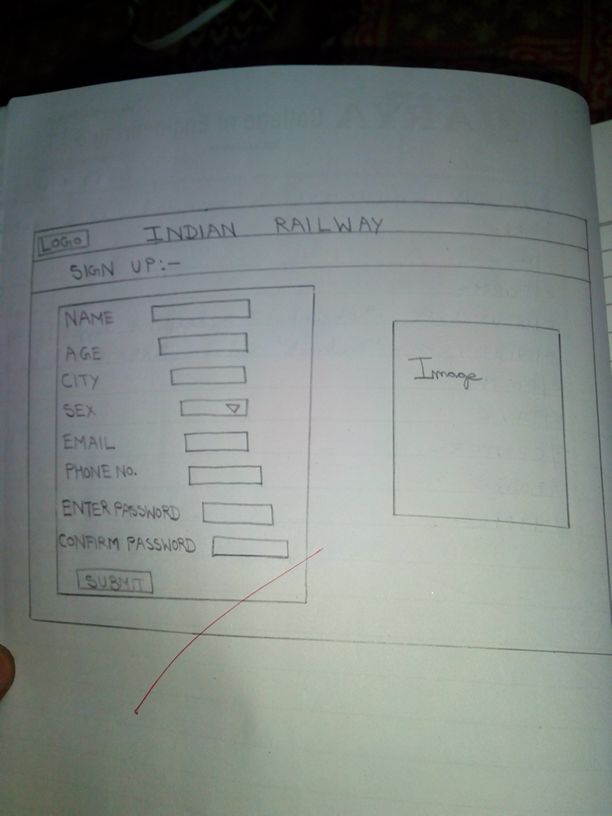 LOGO INDIAN RAILWAY
SIGN UP:-
NAME
AGE
CITY
SEX
EMAIL
PHONE NO.
ENTER PASSWORD
CONFIRM PASSWORD
SUBMIT
Image